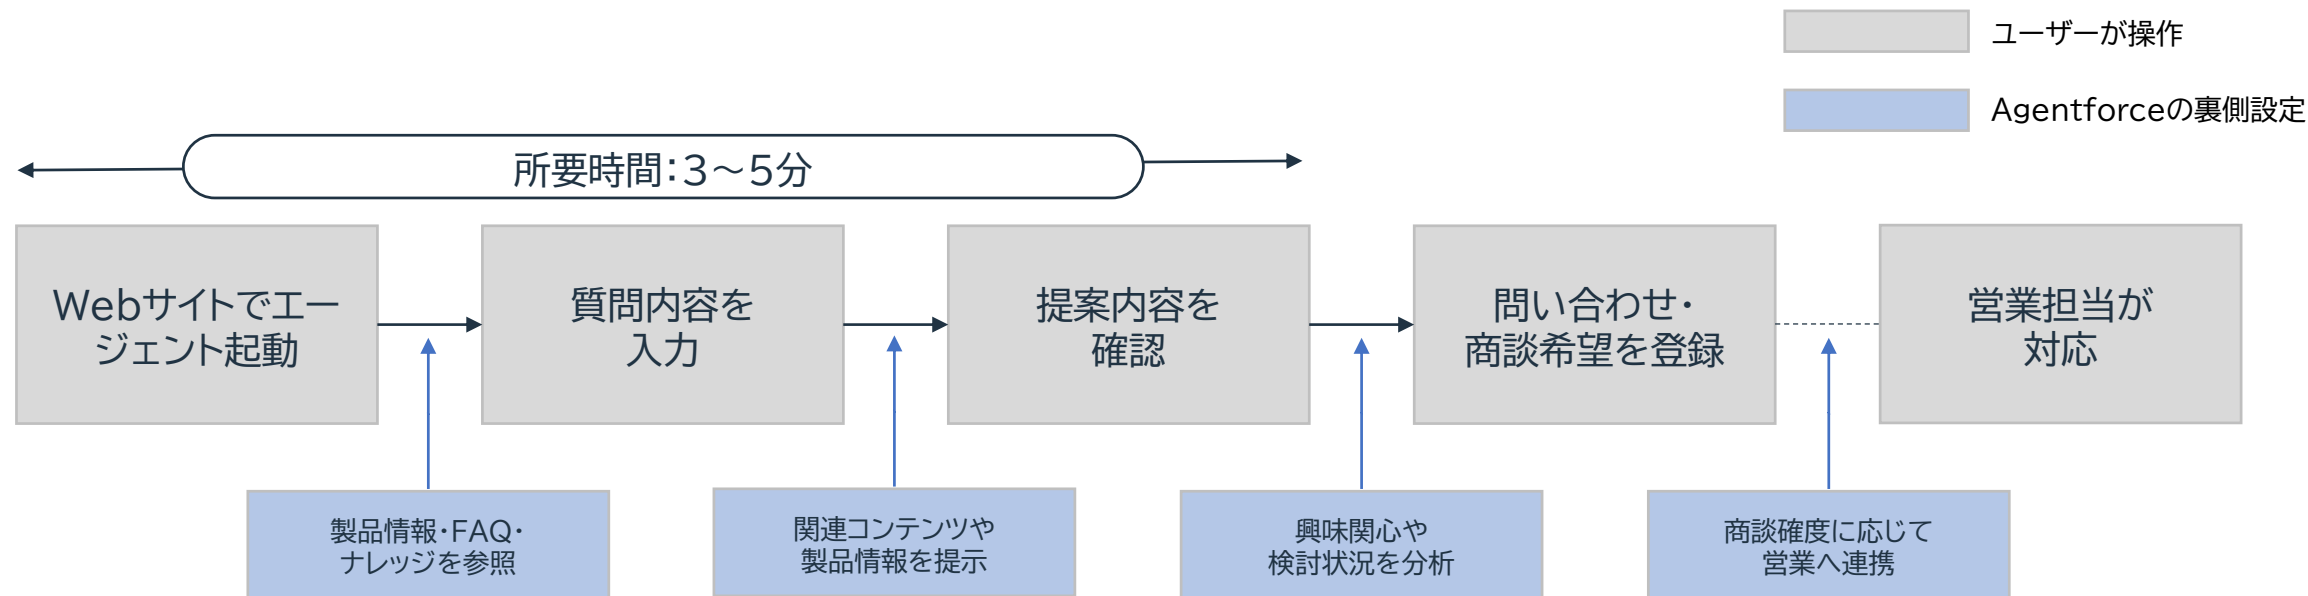 ユーザーが操作
Agentforceの裏側設定
所要時間：3～5分
Webサイトでエー
ジェント起動
質問内容を
入力
提案内容を
確認
問い合わせ・
商談希望を登録
営業担当が
対応
製品情報・FAQ・
ナレッジを参照
関連コンテンツや
製品情報を提示
興味関心や
検討状況を分析
商談確度に応じて
営業へ連携